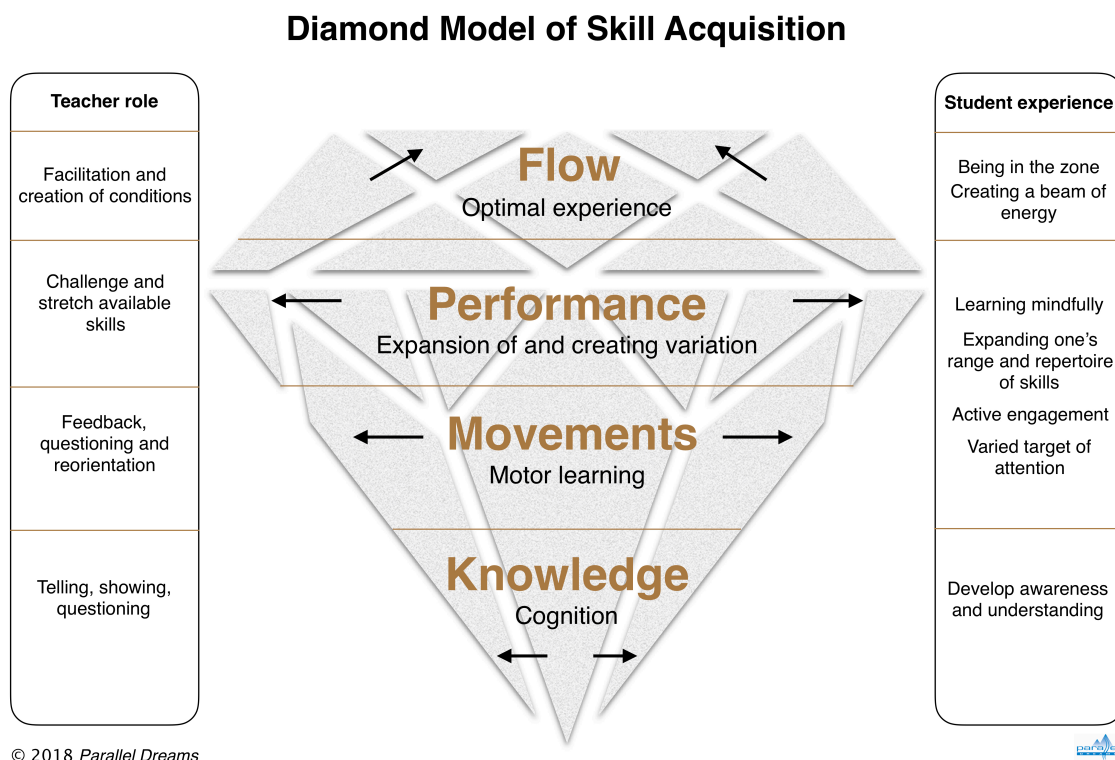 Diamond Model of Skill Acquisition
Teacher role
Facilitation and
creation of conditions
Challenge and
stretch available
skills
Feedback,
questioning and
reorientation
Telling, showing,
questioning
Flow
Optimal experience
Performance
Expansion of and creating variation
Movements
Motor learning
Knowledge
Cognition
Student experience
Being in the zone
Creating a beam of
energy
Learning mindfully
Expanding one’s
range and repertoire
of skills
Active engagement
Varied target of
attention
Develop awareness
and understanding
© 2018 Parallel Dreams